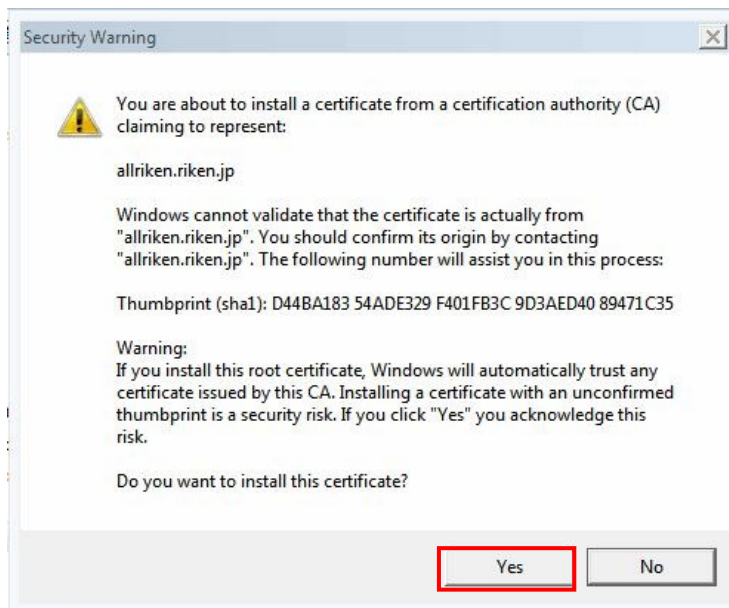 Security Warning
You are about to install a certificate from a certification authority (CA)
claiming to represent:
allriken.riken.jp
Windows cannot validate that the certificate is actually from
"allriken.riken.jp". You should confirm its origin by contacting
"allriken.riken.jp". The following number will assist you in this process:
Thumbprint (sha1): D44BA183 54ADE329 F401FB3C 9D3AED40 89471C35
Warning:
If you install this root certificate, Windows will automatically trust any
certificate issued by this CA. Installing a certificate with an unconfirmed
thumbprint is a security risk. If you click "Yes" you acknowledge this
risk.
Do you want to install this certificate?
Yes No